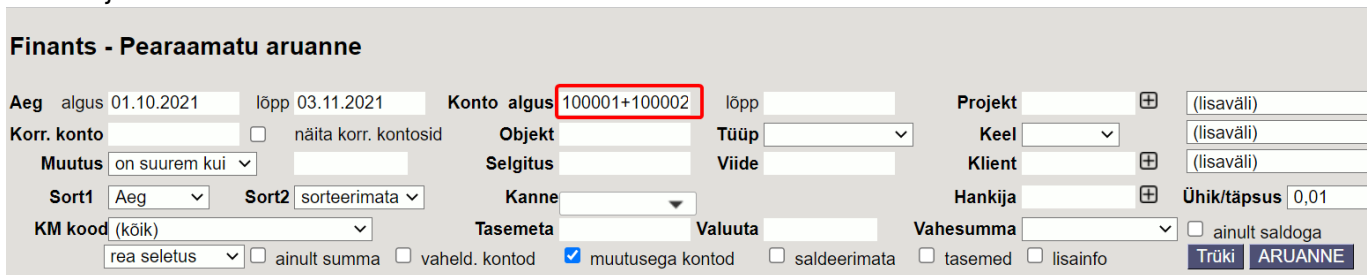 Finants - Pearaamatu aruanne
Aeg algus 01.10.2021 lõpp 03.11.2021 Konto algus 100001+100002 lõpp Projekt (lisaväli)
Korr. konto näita korr. kontosid Objekt Tüüp Keel (lisaväli)
Muutus on suurem kui Selgitus Viide Klient (lisaväli)
Sort1 Aeg Sort2 sorteerimata Kanne Hankija Ühik/täpsus 0,01
KM kood (kõik) Tasemeta Valuuta Vahesumma ainult saldoga
rea seletus ainult summa vaheld. kontod muutusega kontod saldeerimata tasemed lisainfo Trüki ARUANNE